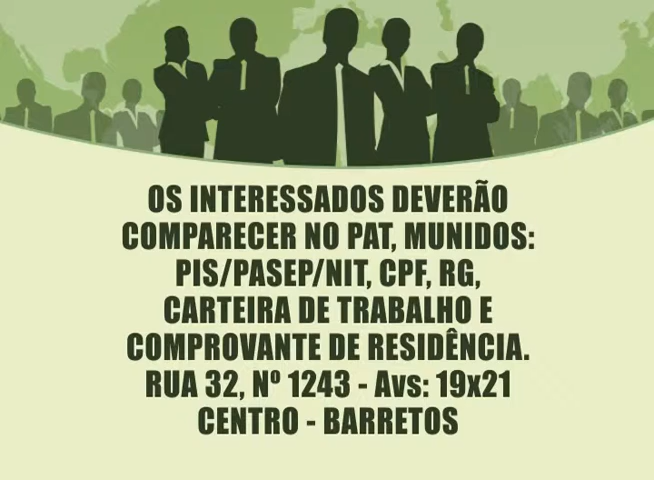 OS INTERESSADOS DEVERÃO
COMPARECER NO PAT, MUNIDOS:
PIS/PASEP/NIT, CPF, RG,
CARTEIRA DE TRABALHO E
COMPROVANTE DE RESIDÊNCIA.
RUA 32, Nº 1243 - Avs: 19x21
CENTRO - BARRETOS